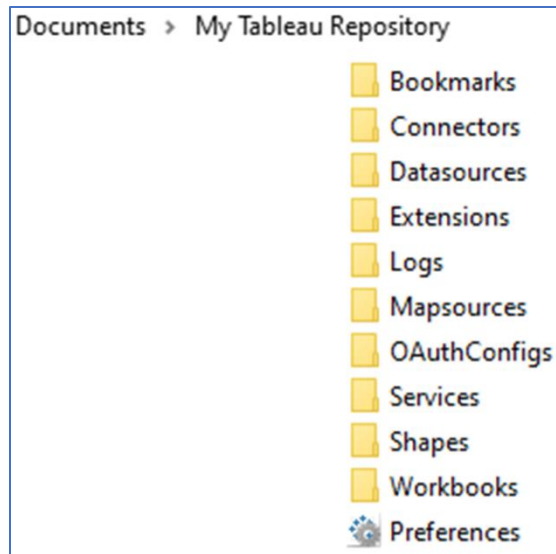 Documents > My Tableau Repository
Bookmarks
Connectors
Datasources
Extensions
Logs
Mapsources
OAuthConfigs
Services
Shapes
Workbooks
Preferences